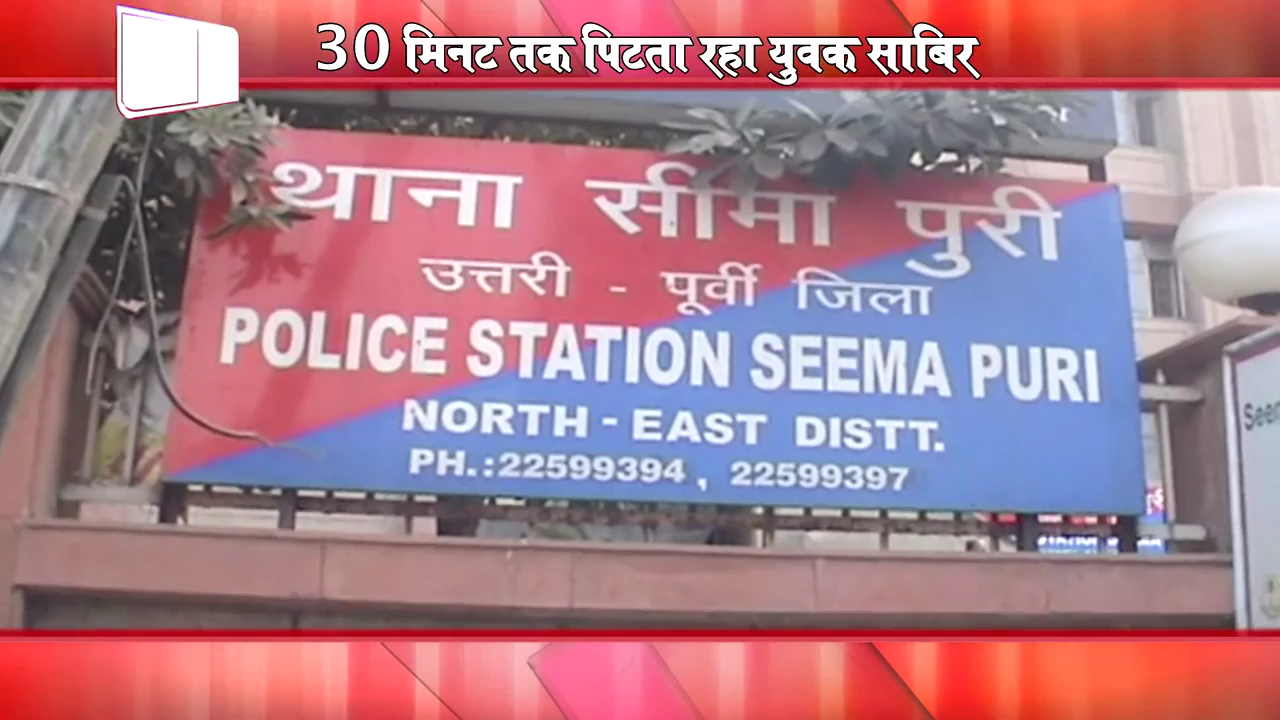 30 मिनट तक पिटता रहा युवक साबिर
थाना सीमा पुरी
उत्तरी - पूर्वी जिला
POLICE STATION SEEMA PURI
NORTH - EAST DISTT.
PH.:22599394 , 22599397